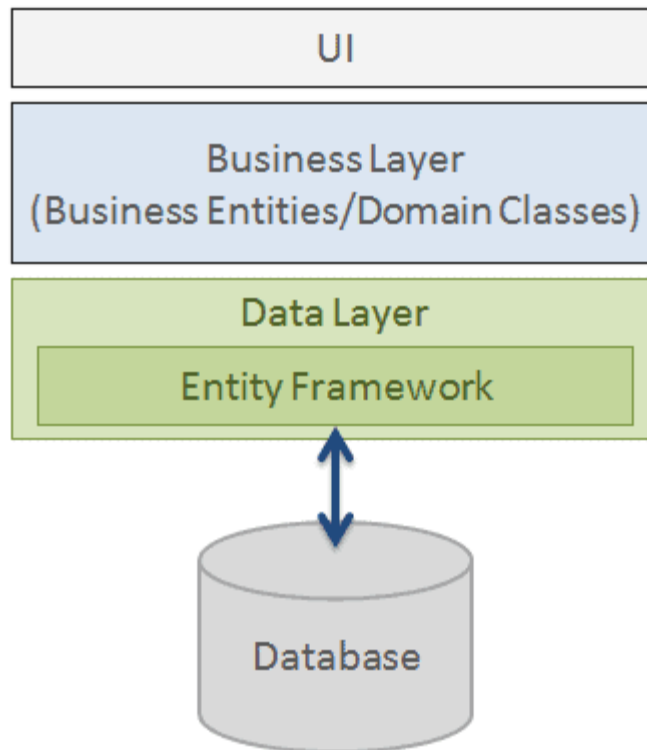 UI
Business Layer
(Business Entities/Domain Classes)
Data Layer
Entity Framework
Database